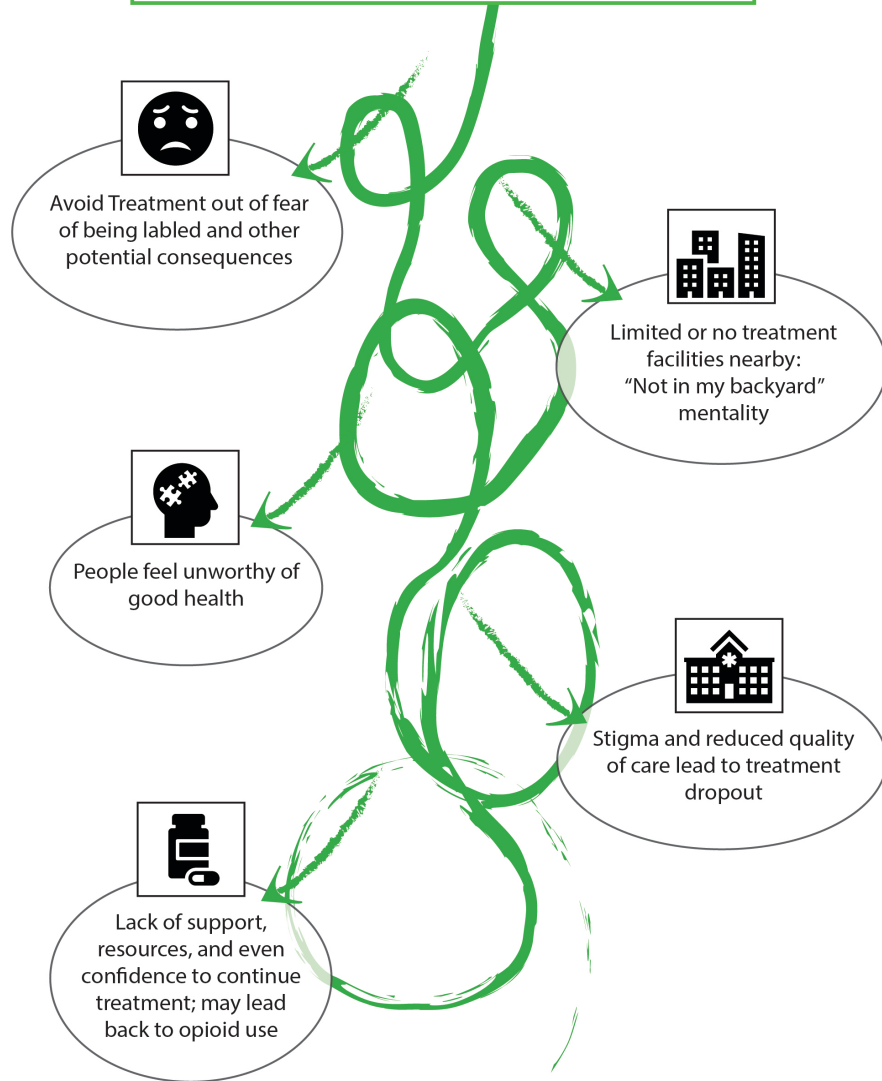 Avoid Treatment out of fear
of being labled and other
potential consequences
Limited or no treatment
facilities nearby:
“Not in my backyard”
mentality
People feel unworthy of
good health
Stigma and reduced quality
of care lead to treatment
dropout
Lack of support,
resources, and even
confidence to continue
treatment; may lead
back to opioid use